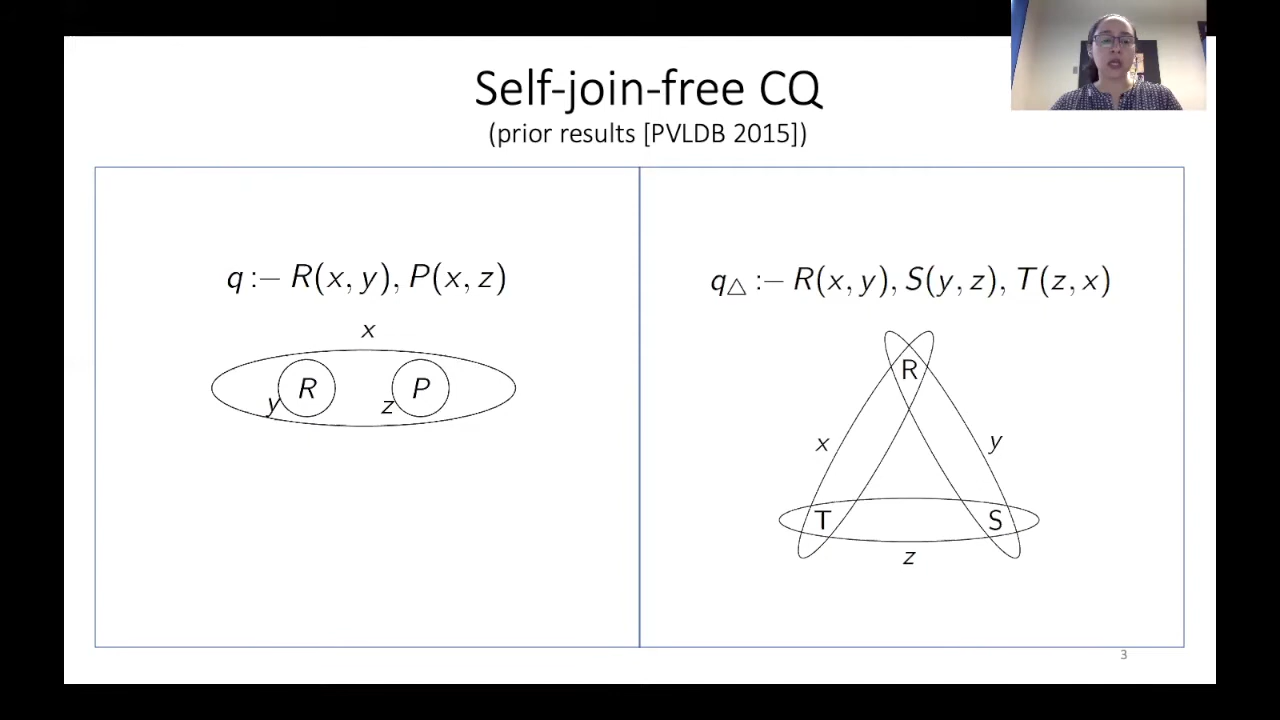 Self-join-free CQ
(prior results [PVLDB 2015])
q :– R(x, y), P(x, z)
x
R
P
y
z
q△ :– R(x, y), S(y, z), T(z, x)
R
x
y
T
S
z
3